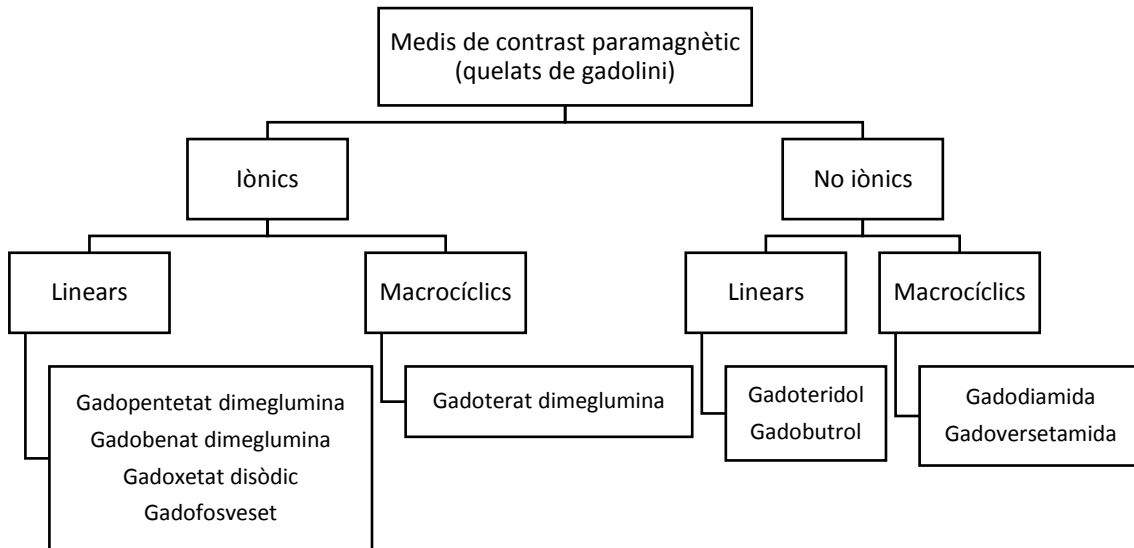 Medis de contrast paramagnètic
(quelats de gadolini)
Iònics
No iònics
Linears
Macrocíclics
Linears
Macrocíclics
Gadopentetat dimeglumina
Gadobenat dimeglumina
Gadoxetat disòdic
Gadofosveset
Gadoterat dimeglumina
Gadoteridol
Gadobutrol
Gadodiamida
Gadoversetamida